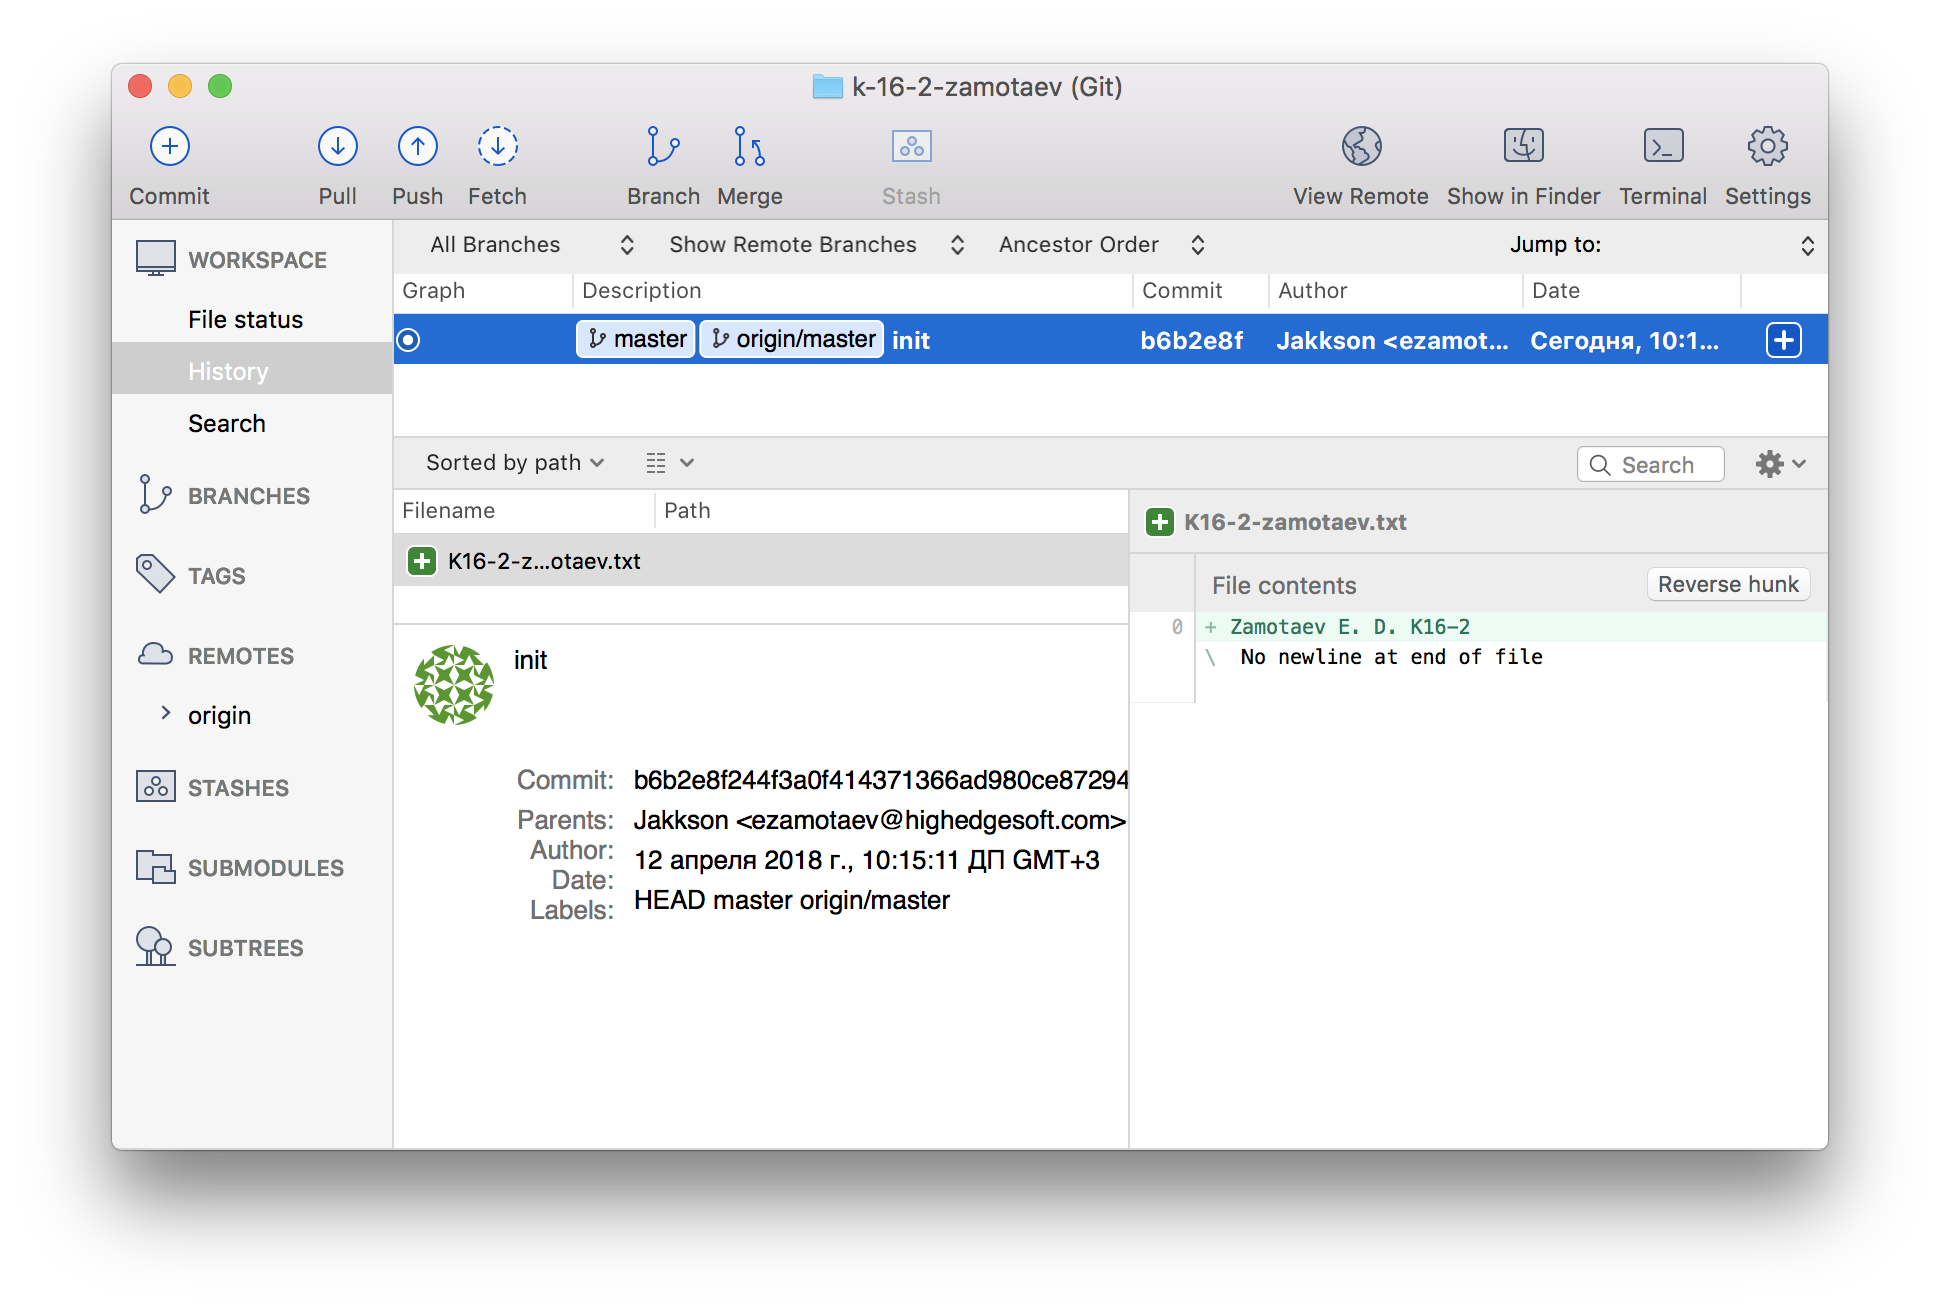 k-16-2-zamotaev (Git)
Commit Pull Push Fetch Branch Merge Stash View Remote Show in Finder Terminal Settings
WORKSPACE
File status
History
Search
BRANCHES
TAGS
REMOTES
origin
STASHES
SUBMODULES
SUBTREES
All Branches Show Remote Branches Ancestor Order Jump to:
Graph Description Commit Author Date
master origin/master init b6b2e8f Jakkson <ezamot... Сегодня, 10:1...
Sorted by path Search
Filename Path
K16-2-z...otaev.txt
init
Commit: b6b2e8f244f3a0f414371366ad980ce87294
Parents: Jakkson <ezamotaev@highedgesoft.com>
Author: 12 апреля 2018 г., 10:15:11 ДП GMT+3
Date:
Labels: HEAD master origin/master
K16-2-zamotaev.txt
File contents Reverse hunk
0 + Zamotaev E. D. K16-2
\ No newline at end of file